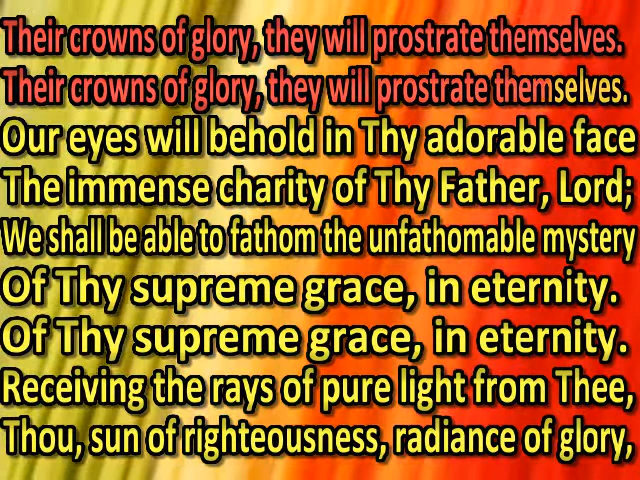 Their crowns of glory, they will prostrate themselves.
Their crowns of glory, they will prostrate themselves.
Our eyes will behold in Thy adorable face
The immense charity of Thy Father, Lord;
We shall be able to fathom the unfathomable mystery
Of Thy supreme grace, in eternity.
Of Thy supreme grace, in eternity.
Receiving the rays of pure light from Thee,
Thou, sun of righteousness, radiance of glory,